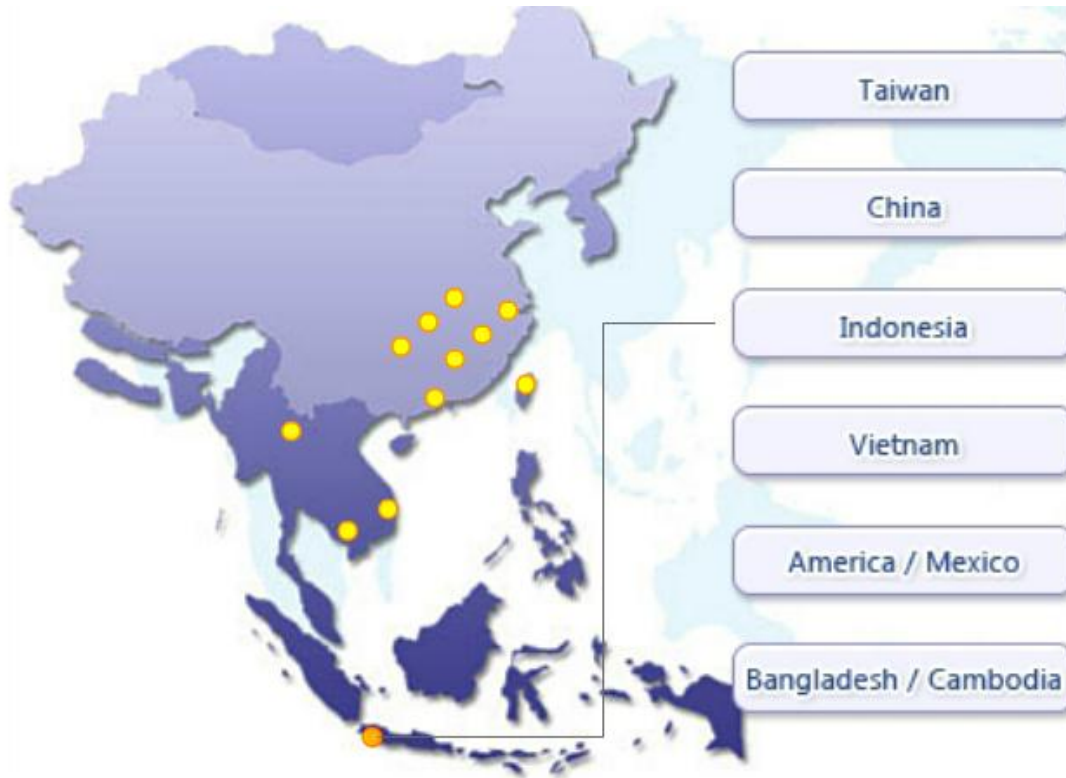 Taiwan
China
Indonesia
Vietnam
America / Mexico
Bangladesh / Cambodia